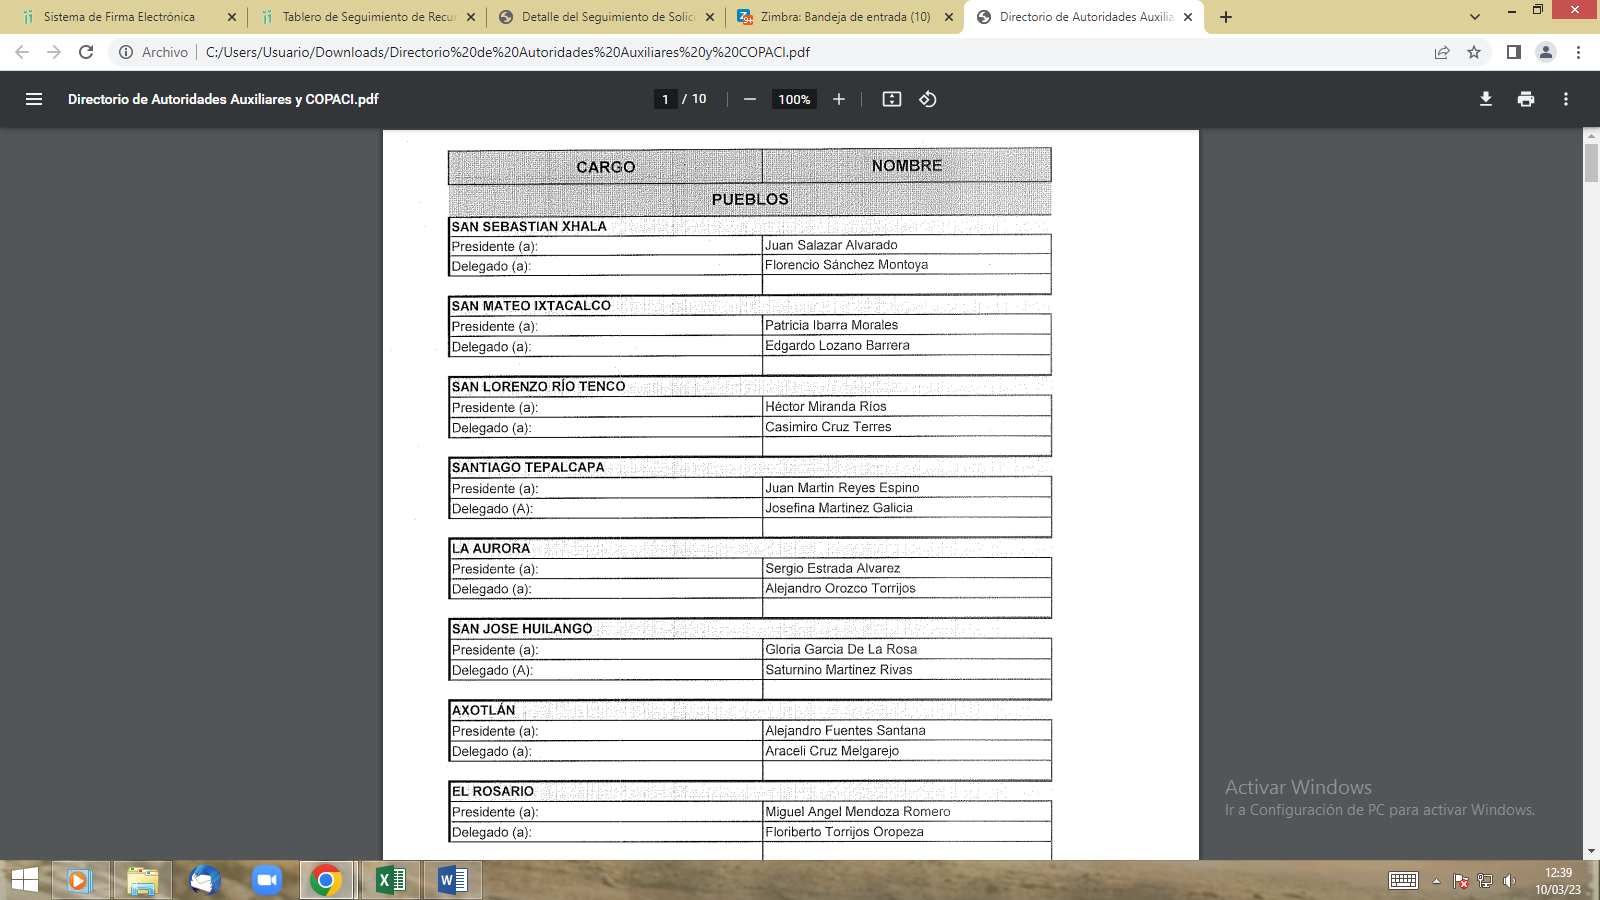 Sistema de Firma Electrónica
Tablero de Seguimiento de Recur
Detalle del Seguimiento de Solici
Zimbra: Bandeja de entrada (10)
Directorio de Autoridades Auxilia
Archivo | C:/Users/Usuario/Downloads/Directorio%20de%20Autoridades%20Auxiliares%20y%20COPACI.pdf
Directorio de Autoridades Auxiliares y COPACI.pdf
1 / 10
100%
CARGO NOMBRE
PUEBLOS
SAN SEBASTIAN XHALA
Presidente (a): Juan Salazar Alvarado
Delegado (a): Florencio Sánchez Montoya
SAN MATEO IXTACALCO
Presidente (a): Patricia Ibarra Morales
Delegado (a): Edgardo Lozano Barrera
SAN LORENZO RÍO TENCO
Presidente (a): Héctor Miranda Ríos
Delegado (a): Casimiro Cruz Terres
SANTIAGO TEPALCAPA
Presidente (a): Juan Martin Reyes Espino
Delegado (A): Josefina Martinez Galicia
LA AURORA
Presidente (a): Sergio Estrada Alvarez
Delegado (a): Alejandro Orozco Torrijos
SAN JOSE HUILANGO
Presidente (a): Gloria Garcia De La Rosa
Delegado (A): Saturnino Martínez Rivas
AXOTLÁN
Presidente (a): Alejandro Fuentes Santana
Delegado (a): Araceli Cruz Melgarejo
EL ROSARIO
Presidente (a): Miguel Angel Mendoza Romero
Delegado (a): Floriberto Torrijos Oropeza
Activar Windows
Ir a Configuración de PC para activar Windows.
12:39
10/03/23